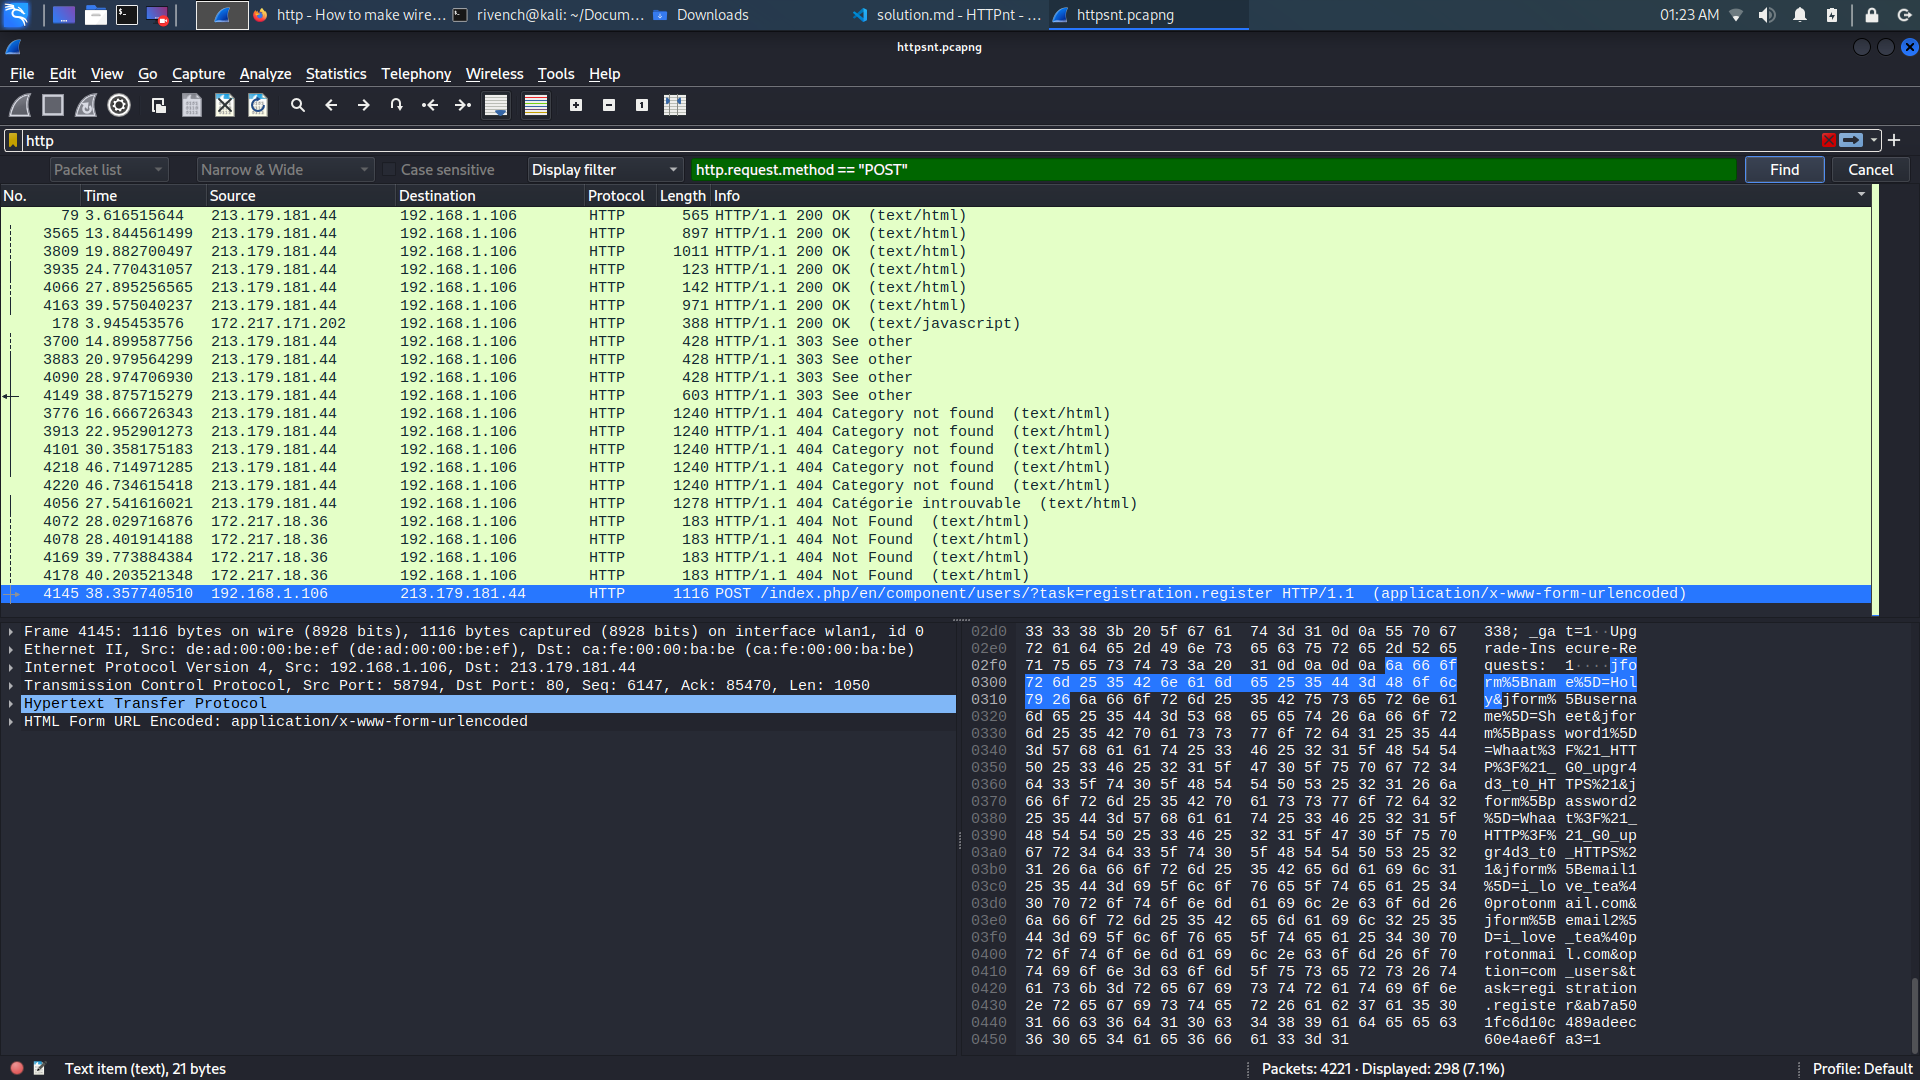 http - How to make wire... rivench@kali: ~/Docum... Downloads solution.md - HTTPnt - ... httpsnt.pcapng 01:23 AM
httpsnt.pcapng
File Edit View Go Capture Analyze Statistics Telephony Wireless Tools Help
http
Packet list Narrow & Wide Case sensitive Display filter http.request.method == "POST" Find Cancel
No. Time Source Destination Protocol Length Info
79 3.616515644 213.179.181.44 192.168.1.106 HTTP 565 HTTP/1.1 200 OK (text/html)
3565 13.844561499 213.179.181.44 192.168.1.106 HTTP 897 HTTP/1.1 200 OK (text/html)
3809 19.882700497 213.179.181.44 192.168.1.106 HTTP 1011 HTTP/1.1 200 OK (text/html)
3935 24.770431057 213.179.181.44 192.168.1.106 HTTP 123 HTTP/1.1 200 OK (text/html)
4066 27.895256565 213.179.181.44 192.168.1.106 HTTP 142 HTTP/1.1 200 OK (text/html)
4163 39.575040237 213.179.181.44 192.168.1.106 HTTP 971 HTTP/1.1 200 OK (text/html)
178 3.945453576 172.217.171.202 192.168.1.106 HTTP 388 HTTP/1.1 200 OK (text/javascript)
3700 14.899587756 213.179.181.44 192.168.1.106 HTTP 428 HTTP/1.1 303 See other
3883 20.979564299 213.179.181.44 192.168.1.106 HTTP 428 HTTP/1.1 303 See other
4090 28.974706930 213.179.181.44 192.168.1.106 HTTP 428 HTTP/1.1 303 See other
4149 38.875715279 213.179.181.44 192.168.1.106 HTTP 603 HTTP/1.1 303 See other
3776 16.666726343 213.179.181.44 192.168.1.106 HTTP 1240 HTTP/1.1 404 Category not found (text/html)
3913 22.952901273 213.179.181.44 192.168.1.106 HTTP 1240 HTTP/1.1 404 Category not found (text/html)
4101 30.358175183 213.179.181.44 192.168.1.106 HTTP 1240 HTTP/1.1 404 Category not found (text/html)
4218 46.714971285 213.179.181.44 192.168.1.106 HTTP 1240 HTTP/1.1 404 Category not found (text/html)
4220 46.734615418 213.179.181.44 192.168.1.106 HTTP 1240 HTTP/1.1 404 Category not found (text/html)
4056 27.541616021 213.179.181.44 192.168.1.106 HTTP 1278 HTTP/1.1 404 Catégorie introuvable (text/html)
4072 28.029716876 172.217.18.36 192.168.1.106 HTTP 183 HTTP/1.1 404 Not Found (text/html)
4078 28.401914188 172.217.18.36 192.168.1.106 HTTP 183 HTTP/1.1 404 Not Found (text/html)
4169 39.773884384 172.217.18.36 192.168.1.106 HTTP 183 HTTP/1.1 404 Not Found (text/html)
4178 40.203521348 172.217.18.36 192.168.1.106 HTTP 183 HTTP/1.1 404 Not Found (text/html)
4145 38.357740510 192.168.1.106 213.179.181.44 HTTP 1116 POST /index.php/en/component/users/?task=registration.register HTTP/1.1 (application/x-www-form-urlencoded)
Frame 4145: 1116 bytes on wire (8928 bits), 1116 bytes captured (8928 bits) on interface wlan1, id 0
Ethernet II, Src: de:ad:00:00:be:ef (de:ad:00:00:be:ef), Dst: ca:fe:00:00:ba:be (ca:fe:00:00:ba:be)
Internet Protocol Version 4, Src: 192.168.1.106, Dst: 213.179.181.44
Transmission Control Protocol, Src Port: 58794, Dst Port: 80, Seq: 6147, Ack: 85470, Len: 1050
Hypertext Transfer Protocol
HTML Form URL Encoded: application/x-www-form-urlencoded
02d0 33 33 38 3b 20 5f 67 61 74 3d 31 0d 0a 55 70 67 338; _ga t=1··Upg
02e0 72 61 64 65 2d 49 6e 73 65 63 75 72 65 2d 52 65 rade-Ins ecure-Re
02f0 71 75 65 73 74 73 3a 20 31 0d 0a 0d 0a 6a 66 6f quests: 1····jfo
0300 72 6d 25 35 42 6e 61 6d 65 25 35 44 3d 48 6f 6c rm%5Bnam e%5D=Hol
0310 79 26 6a 66 6f 72 6d 25 35 42 75 73 65 72 6e 61 y&jform% 5Buserna
0320 6d 65 25 35 44 3d 53 68 65 65 74 26 6a 66 6f 72 me%5D=Sh eet&jfor
0330 6d 25 35 42 70 61 73 73 77 6f 72 64 31 25 35 44 m%5Bpass word1%5D
0340 3d 57 68 61 61 74 25 33 46 25 32 31 5f 48 54 54 =Whaat%3 F%21_HTT
0350 50 25 33 46 25 32 31 5f 47 30 5f 75 70 67 72 34 P%3F%21_ G0_upgr4
0360 64 33 5f 74 30 5f 48 54 54 50 53 25 32 31 26 6a d3_t0_HT TPS%21&j
0370 66 6f 72 6d 25 35 42 70 61 73 73 77 6f 72 64 32 form%5Bp assword2
0380 25 35 44 3d 57 68 61 61 74 25 33 46 25 32 31 5f %5D=Whaa t%3F%21_
0390 48 54 54 50 25 33 46 25 32 31 5f 47 30 5f 75 70 HTTP%3F% 21_G0_up
03a0 67 72 34 64 33 5f 74 30 5f 48 54 54 50 53 25 32 gr4d3_t0 _HTTPS%2
03b0 31 26 6a 66 6f 72 6d 25 35 42 65 6d 61 69 6c 31 1&jform% 5Bemail1
03c0 25 35 44 3d 69 5f 6c 6f 76 65 5f 74 65 61 25 34 %5D=i_lo ve_tea%4
03d0 30 70 72 6f 74 6f 6e 6d 61 69 6c 2e 63 6f 6d 26 0protonm ail.com&
03e0 6a 66 6f 72 6d 25 35 42 65 6d 61 69 6c 32 25 35 jform%5B email2%5
03f0 44 3d 69 5f 6c 6f 76 65 5f 74 65 61 25 34 30 70 D=i_love _tea%40p
0400 72 6f 74 6f 6e 6d 61 69 6c 2e 63 6f 6d 26 6f 70 rotonmai l.com&op
0410 74 69 6f 6e 3d 63 6f 6d 5f 75 73 65 72 73 26 74 tion=com _users&t
0420 61 73 6b 3d 72 65 67 69 73 74 72 61 74 69 6f 6e ask=regi stration
0430 2e 72 65 67 69 73 74 65 72 26 61 62 37 61 35 30 .registe r&ab7a50
0440 31 66 63 36 64 31 30 63 34 38 39 61 64 65 65 63 1fc6d10c 489adeec
0450 36 30 65 34 61 65 36 66 61 33 3d 31 60e4ae6f a3=1
Text item (text), 21 bytes Packets: 4221 · Displayed: 298 (7.1%) Profile: Default